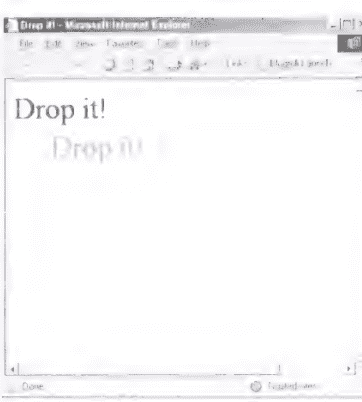 Drop it! - Microsoft Internet Explorer
File Edit View Favorites Tools Help
Drop it!
Drop it!
Done